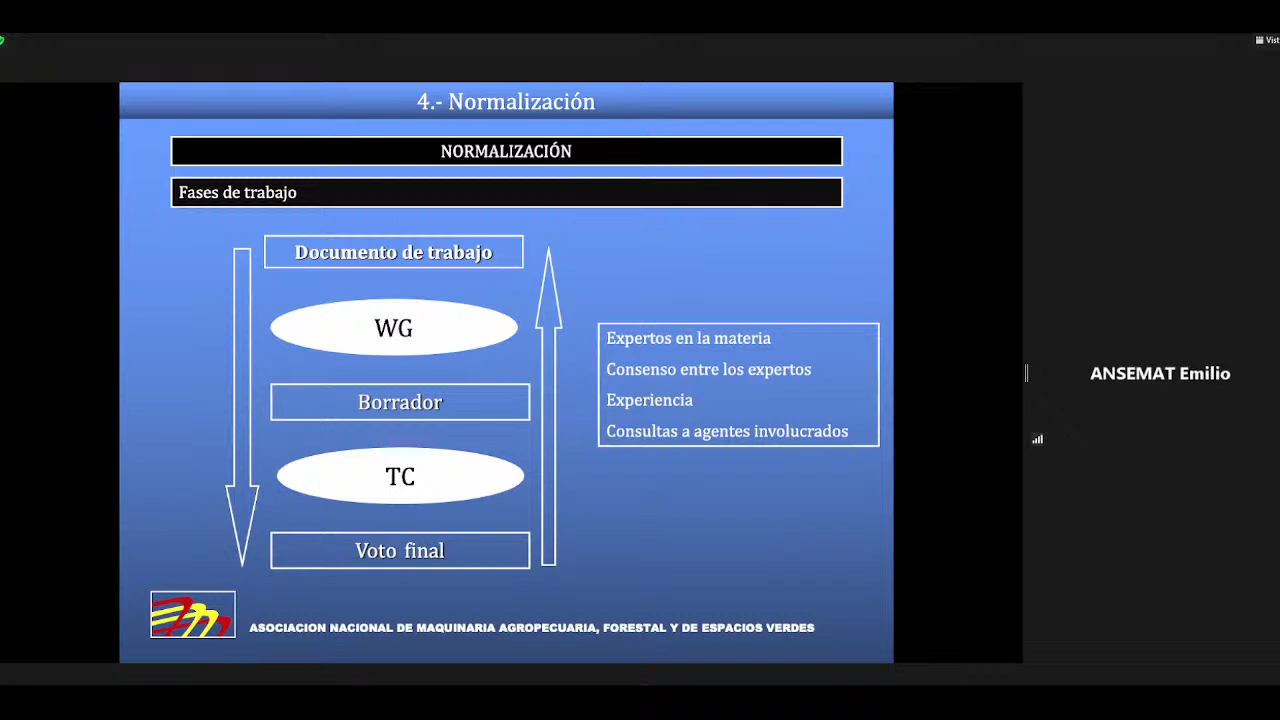 Vist
4.- Normalización
NORMALIZACIÓN
Fases de trabajo
Documento de trabajo
WG
Borrador
TC
Voto final
Expertos en la materia
Consenso entre los expertos
Experiencia
Consultas a agentes involucrados
ANSEMAT Emilio
ASOCIACION NACIONAL DE MAQUINARIA AGROPECUARIA, FORESTAL Y DE ESPACIOS VERDES